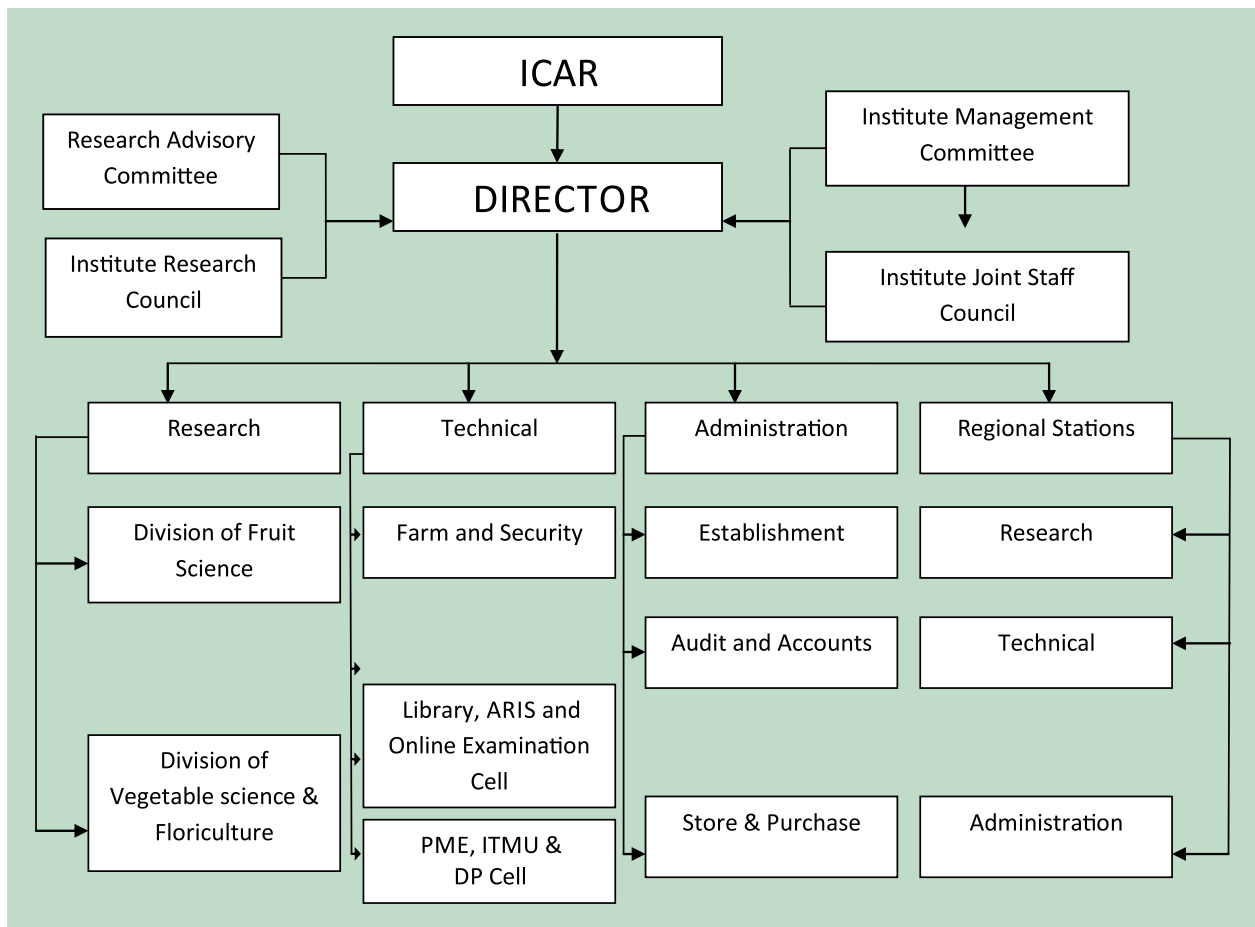 ICAR
Research Advisory
Committee
Institute Management
Committee
DIRECTOR
Institute Research
Council
Institute Joint Staff
Council
Research
Technical
Administration
Regional Stations
Division of Fruit
Science
Farm and Security
Establishment
Research
Audit and Accounts
Technical
Library, ARIS and
Online Examination
Cell
Division of
Vegetable science &
Floriculture
Store & Purchase
Administration
PME, ITMU &
DP Cell